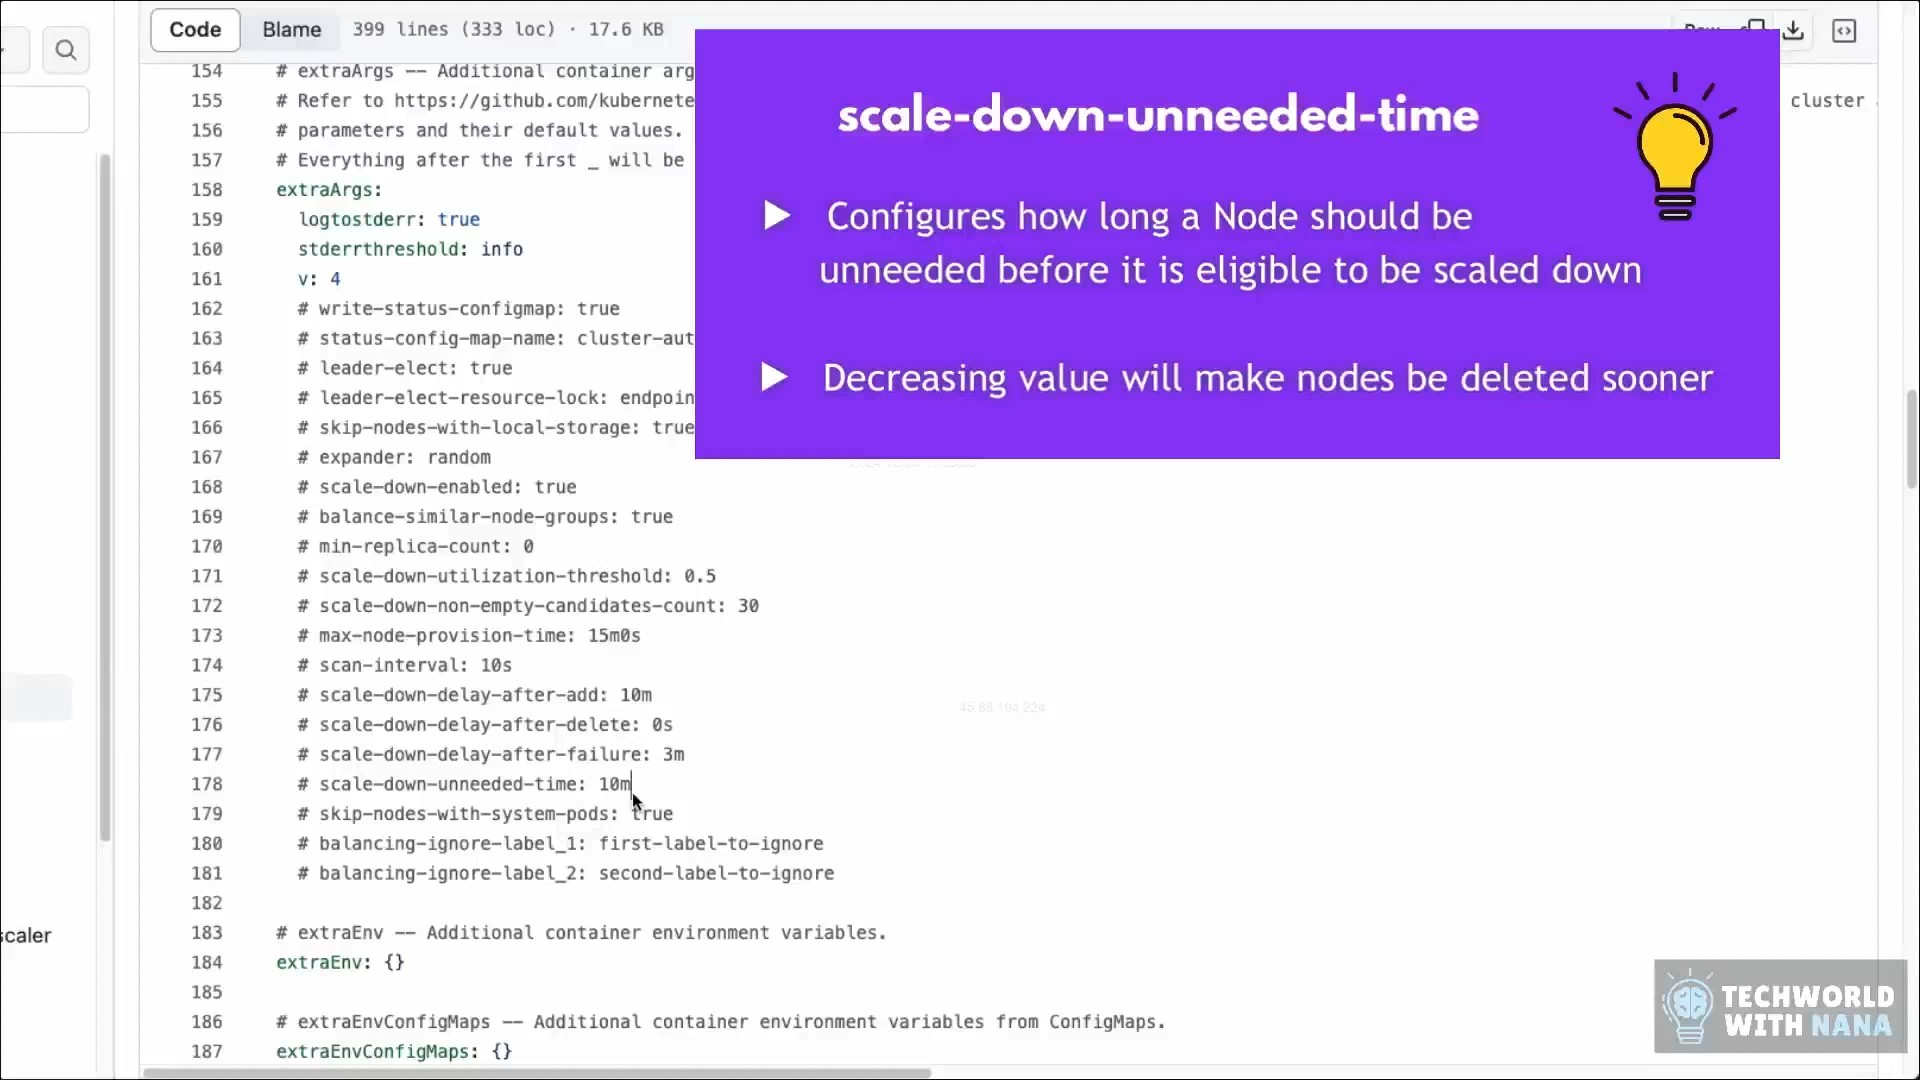 Code Blame 399 lines (333 loc) · 17.6 KB
154 # extraArgs -- Additional container arg
155 # Refer to https://github.com/kubernete
cluster
156 # parameters and their default values.
157 # Everything after the first _ will be
158 extraArgs:
159 logtostderr: true
160 stderrthreshold: info
161 v: 4
162 # write-status-configmap: true
163 # status-config-map-name: cluster-aut
164 # leader-elect: true
165 # leader-elect-resource-lock: endpoin
166 # skip-nodes-with-local-storage: true
167 # expander: random
168 # scale-down-enabled: true
169 # balance-similar-node-groups: true
170 # min-replica-count: 0
171 # scale-down-utilization-threshold: 0.5
172 # scale-down-non-empty-candidates-count: 30
173 # max-node-provision-time: 15m0s
174 # scan-interval: 10s
175 # scale-down-delay-after-add: 10m
176 # scale-down-delay-after-delete: 0s
177 # scale-down-delay-after-failure: 3m
178 # scale-down-unneeded-time: 10m
179 # skip-nodes-with-system-pods: true
180 # balancing-ignore-label_1: first-label-to-ignore
181 # balancing-ignore-label_2: second-label-to-ignore
182
183 # extraEnv -- Additional container environment variables.
184 extraEnv: {}
185
186 # extraEnvConfigMaps -- Additional container environment variables from ConfigMaps.
187 extraEnvConfigMaps: {}
scale-down-unneeded-time
Configures how long a Node should be
unneeded before it is eligible to be scaled down
Decreasing value will make nodes be deleted sooner
45.88.104.224
scaler
TECHWORLD
WITH NANA